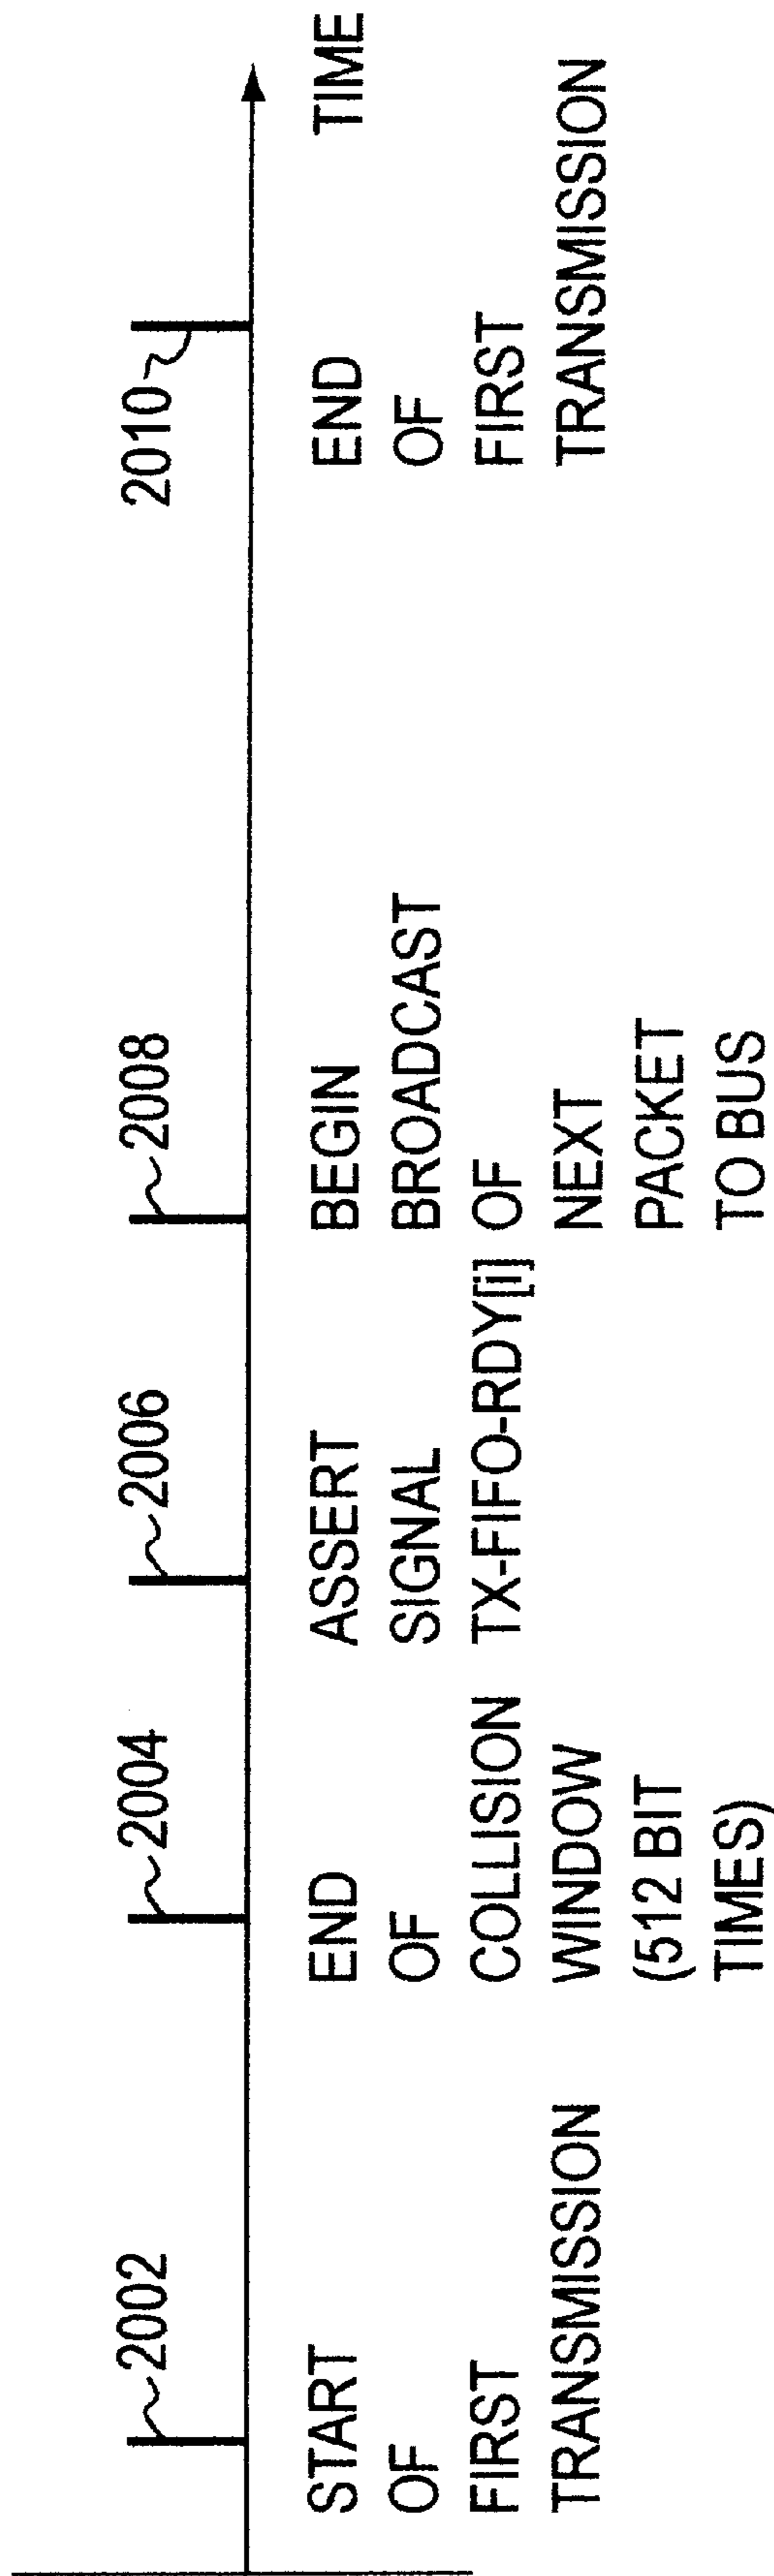 2002
2004
2006
2008
2010
START
OF
FIRST
TRANSMISSION
END
OF
COLLISION
WINDOW
(512 BIT
TIMES)
ASSERT
SIGNAL
TX-FIFO-RDY[i]
BEGIN
BROADCAST
OF
NEXT
PACKET
TO BUS
END
OF
FIRST
TRANSMISSION
TIME